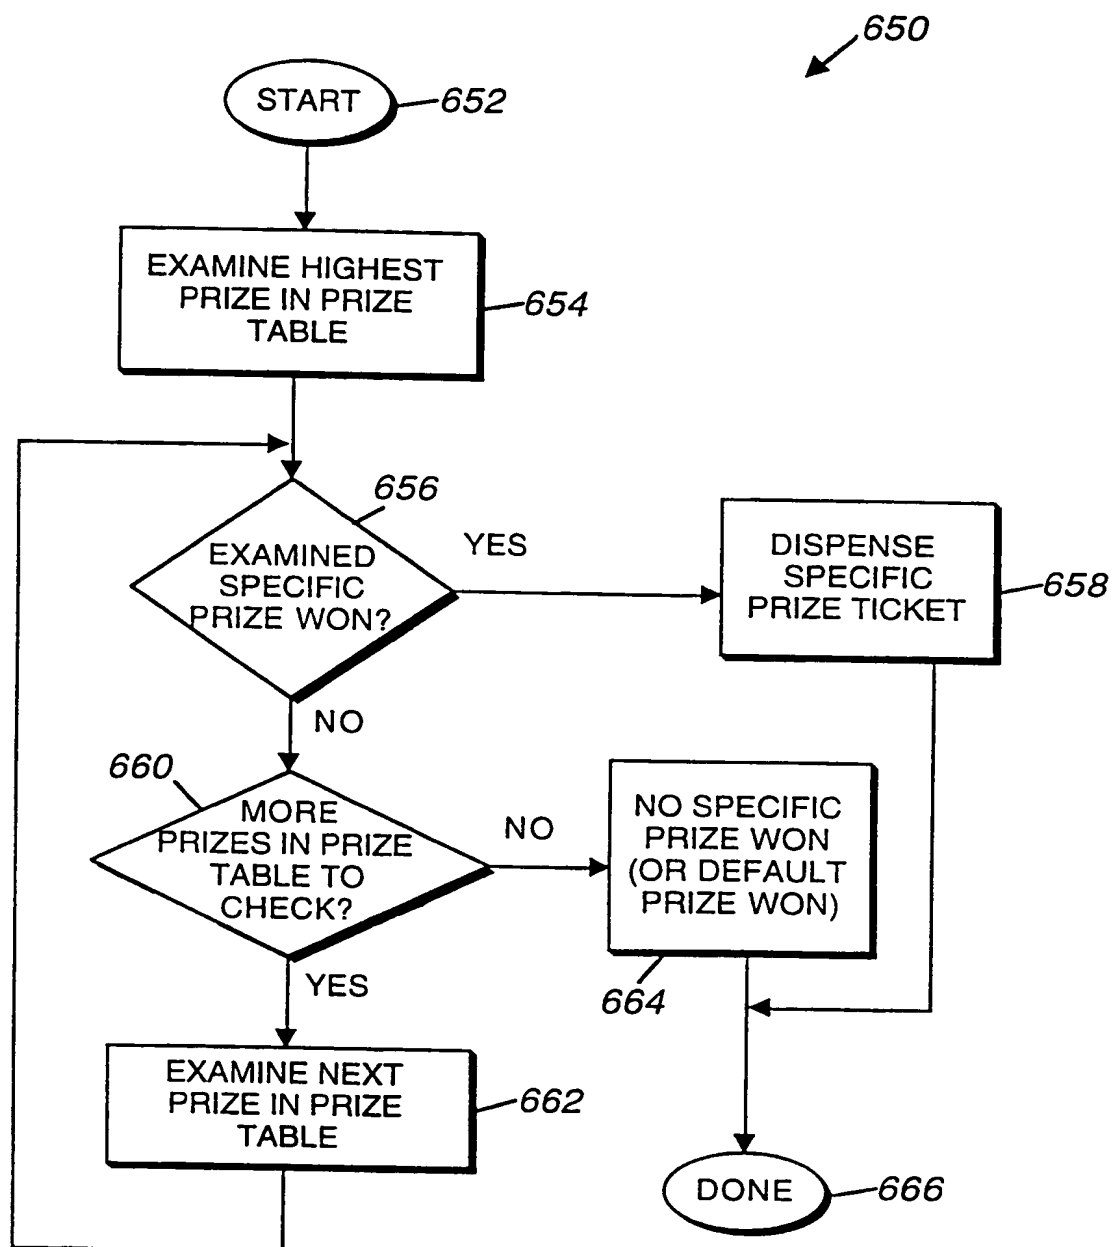 650
START
652
EXAMINE HIGHEST
PRIZE IN PRIZE
TABLE
654
656
EXAMINED
SPECIFIC
PRIZE WON?
YES
DISPENSE
SPECIFIC
PRIZE TICKET
658
NO
660
MORE
PRIZES IN PRIZE
TABLE TO
CHECK?
NO
NO SPECIFIC
PRIZE WON
(OR DEFAULT
PRIZE WON)
664
YES
EXAMINE NEXT
PRIZE IN PRIZE
TABLE
662
DONE
666